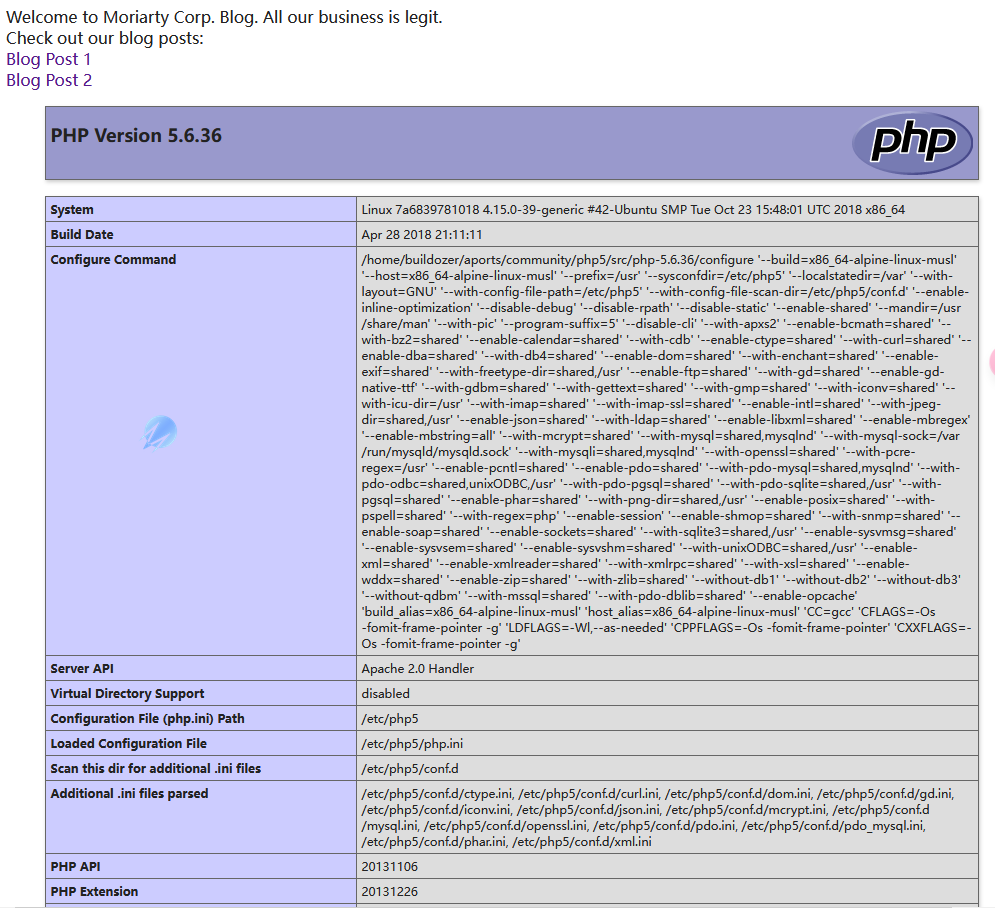 Welcome to Moriarty Corp. Blog. All our business is legit.
Check out our blog posts:
Blog Post 1
Blog Post 2
PHP Version 5.6.36
php
System Linux 7a6839781018 4.15.0-39-generic #42-Ubuntu SMP Tue Oct 23 15:48:01 UTC 2018 x86_64
Build Date Apr 28 2018 21:11:11
Configure Command /home/buildozer/aports/community/php5/src/php-5.6.36/configure '--build=x86_64-alpine-linux-musl'
'--host=x86_64-alpine-linux-musl' '--prefix=/usr' '--sysconfdir=/etc/php5' '--localstatedir=/var' '--with-
layout=GNU' '--with-config-file-path=/etc/php5' '--with-config-file-scan-dir=/etc/php5/conf.d' '--enable-
inline-optimization' '--disable-debug' '--disable-rpath' '--disable-static' '--enable-shared' '--mandir=/usr
/share/man' '--with-pic' '--program-suffix=5' '--disable-cli' '--with-apxs2' '--enable-bcmath=shared' '--
with-bz2=shared' '--enable-calendar=shared' '--with-cdb' '--enable-ctype=shared' '--with-curl=shared' '--
enable-dba=shared' '--with-db4=shared' '--enable-dom=shared' '--with-enchant=shared' '--enable-
exif=shared' '--with-freetype-dir=shared,/usr' '--enable-ftp=shared' '--with-gd=shared' '--enable-gd-
native-ttf' '--with-gdbm=shared' '--with-gettext=shared' '--with-gmp=shared' '--with-iconv=shared' '--
with-icu-dir=/usr' '--with-imap=shared' '--with-imap-ssl=shared' '--enable-intl=shared' '--with-jpeg-
dir=shared,/usr' '--enable-json=shared' '--with-ldap=shared' '--enable-libxml=shared' '--enable-mbregex'
'--enable-mbstring=all' '--with-mcrypt=shared' '--with-mysql=shared,mysqlnd' '--with-mysql-sock=/var
/run/mysqld/mysqld.sock' '--with-mysqli=shared,mysqlnd' '--with-openssl=shared' '--with-pcre-
regex=/usr' '--enable-pcntl=shared' '--enable-pdo=shared' '--with-pdo-mysql=shared,mysqlnd' '--with-
pdo-odbc=shared,unixODBC,/usr' '--with-pdo-pgsql=shared' '--with-pdo-sqlite=shared,/usr' '--with-
pgsql=shared' '--enable-phar=shared' '--with-png-dir=shared,/usr' '--enable-posix=shared' '--with-
pspell=shared' '--with-regex=php' '--enable-session' '--enable-shmop=shared' '--with-snmp=shared' '--
enable-soap=shared' '--enable-sockets=shared' '--with-sqlite3=shared,/usr' '--enable-sysvmsg=shared'
'--enable-sysvsem=shared' '--enable-sysvshm=shared' '--with-unixODBC=shared,/usr' '--enable-
xml=shared' '--enable-xmlreader=shared' '--with-xmlrpc=shared' '--with-xsl=shared' '--enable-
wddx=shared' '--enable-zip=shared' '--with-zlib=shared' '--without-db1' '--without-db2' '--without-db3'
'--without-qdbm' '--with-mssql=shared' '--with-pdo-dblib=shared' '--enable-opcache'
'build_alias=x86_64-alpine-linux-musl' 'host_alias=x86_64-alpine-linux-musl' 'CC=gcc' 'CFLAGS=-Os
-fomit-frame-pointer -g' 'LDFLAGS=-Wl,--as-needed' 'CPPFLAGS=-Os -fomit-frame-pointer' 'CXXFLAGS=-
Os -fomit-frame-pointer -g'
Server API Apache 2.0 Handler
Virtual Directory Support disabled
Configuration File (php.ini) Path /etc/php5
Loaded Configuration File /etc/php5/php.ini
Scan this dir for additional .ini files /etc/php5/conf.d
Additional .ini files parsed /etc/php5/conf.d/ctype.ini, /etc/php5/conf.d/curl.ini, /etc/php5/conf.d/dom.ini, /etc/php5/conf.d/gd.ini,
/etc/php5/conf.d/iconv.ini, /etc/php5/conf.d/json.ini, /etc/php5/conf.d/mcrypt.ini, /etc/php5/conf.d
/mysql.ini, /etc/php5/conf.d/openssl.ini, /etc/php5/conf.d/pdo.ini, /etc/php5/conf.d/pdo_mysql.ini,
/etc/php5/conf.d/phar.ini, /etc/php5/conf.d/xml.ini
PHP API 20131106
PHP Extension 20131226